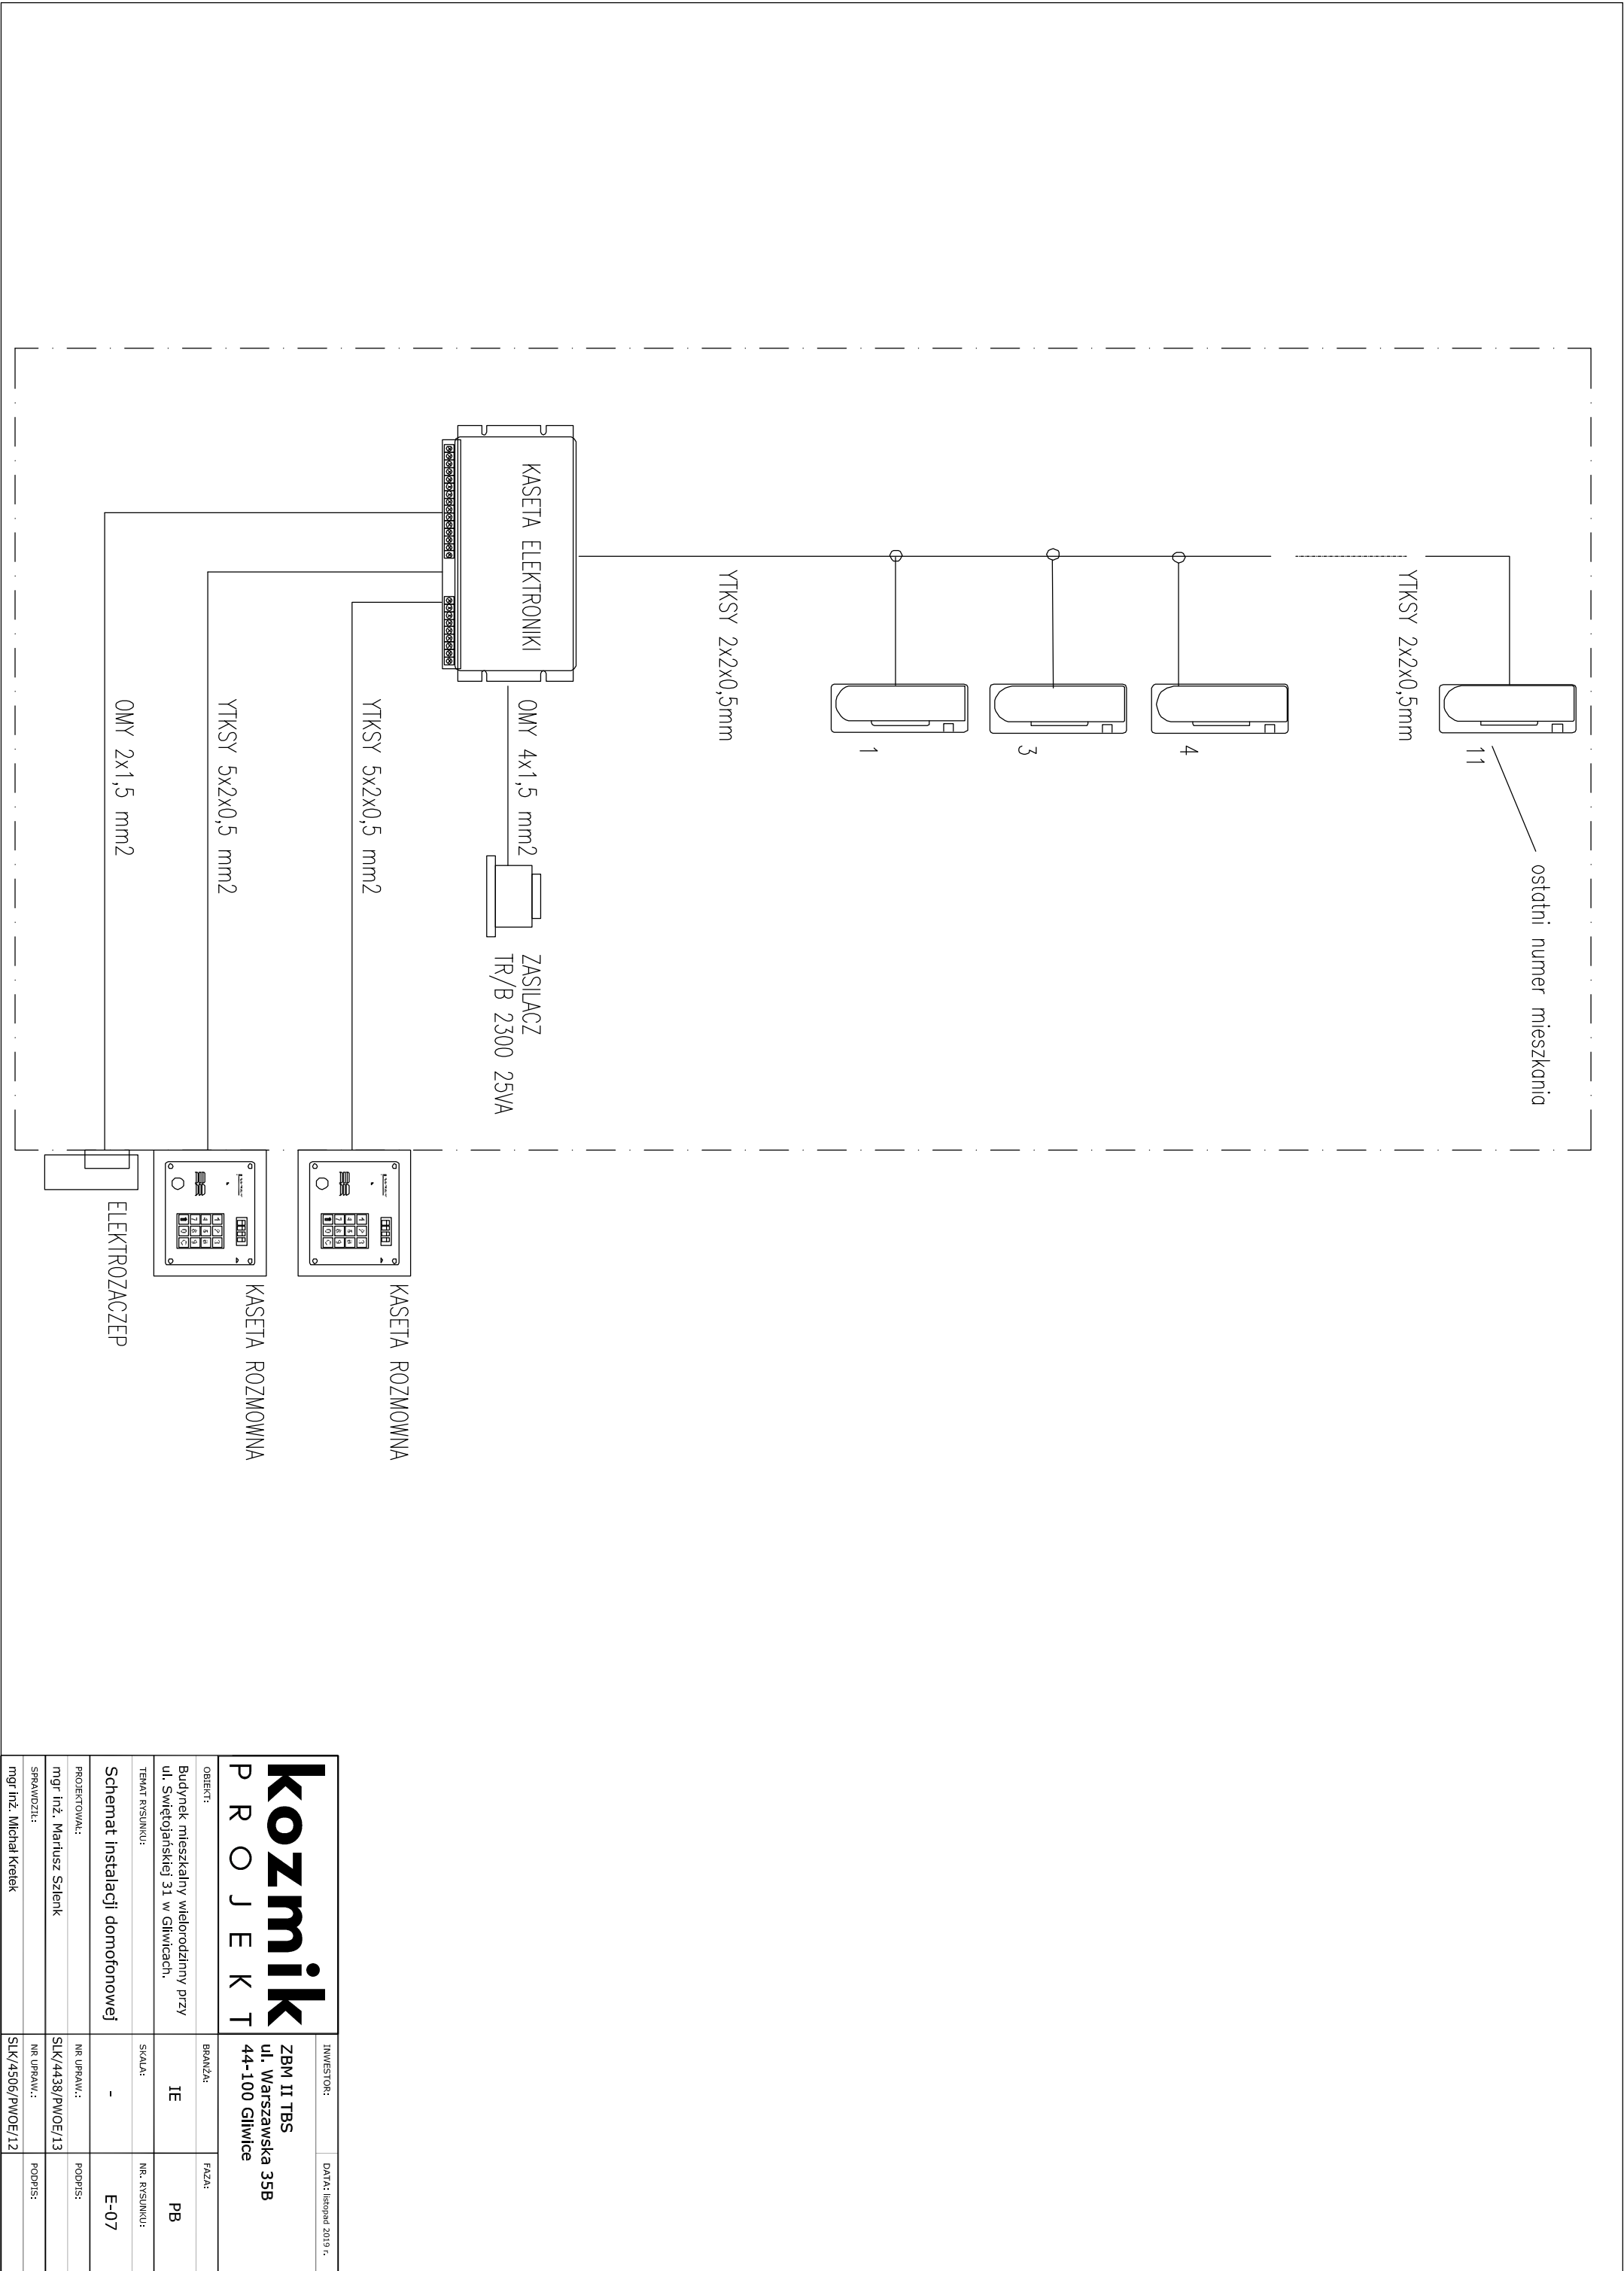 YTKSY 2x2x0,5mm
11
ostatni numer mieszkania
4
3
1
YTKSY 2x2x0,5mm
KASETA ELEKTRONIKI
OMY 4x1,5 mm2
ZASILACZ
TR/B 2300 25VA
YTKSY 5x2x0,5 mm2
KASETA ROZMOWNA
YTKSY 5x2x0,5 mm2
KASETA ROZMOWNA
OMY 2x1,5 mm2
ELEKTROZACZEP
kozmik
PROJEKT
INWESTOR:
DATA: listopad 2019 r.
ZBM II TBS
ul. Warszawska 35B
44-100 Gliwice
OBIEKT:
Budynek mieszkalny wielorodzinny przy
ul. Świętojańskiej 31 w Gliwicach.
BRANŻA:
IE
FAZA:
PB
TEMAT RYSUNKU:
Schemat instalacji domofonowej
SKALA:
-
NR. RYSUNKU:
E-07
PROJEKTOWAŁ:
mgr inż. Mariusz Szlenk
NR UPRAW.:
SLK/4438/PWOE/13
PODPIS:
SPRAWDZIŁ:
mgr inż. Michał Kretek
NR UPRAW.:
SLK/4506/PWOE/12
PODPIS: